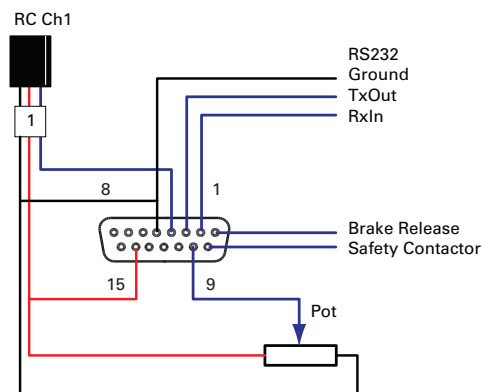 RC Ch1
RS232
Ground
TxOut
RxIn
1
8
1
Brake Release
Safety Contactor
15
9
Pot